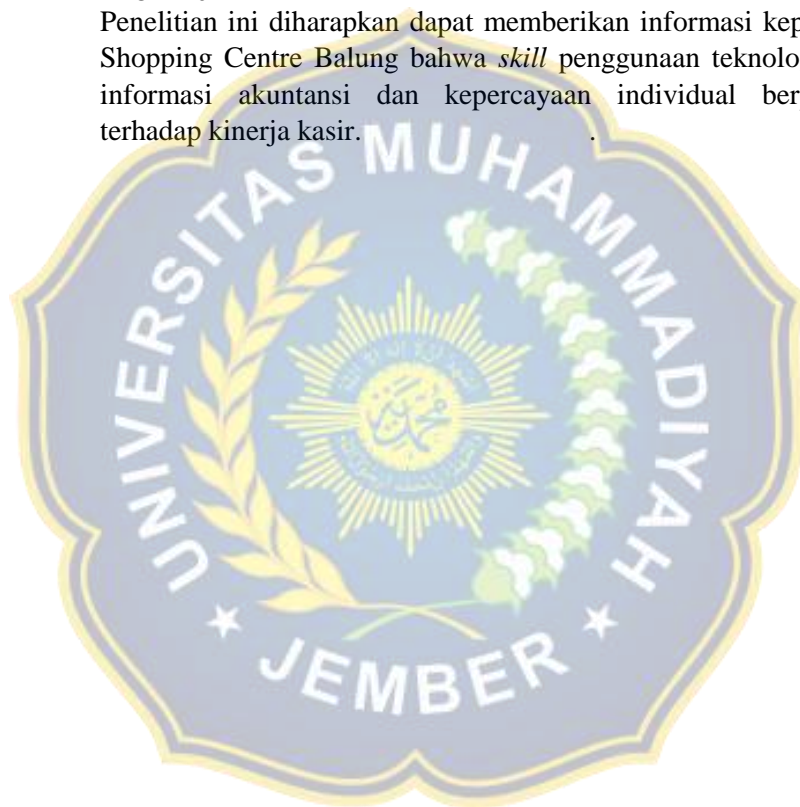 Penelitian ini diharapkan dapat memberikan informasi kep
Shopping Centre Balung bahwa skill penggunaan teknolo
informasi akuntansi dan kepercayaan individual ber
terhadap kinerja kasir. .
UNIVERSITAS MUHAMMADIYAH
JEMBER